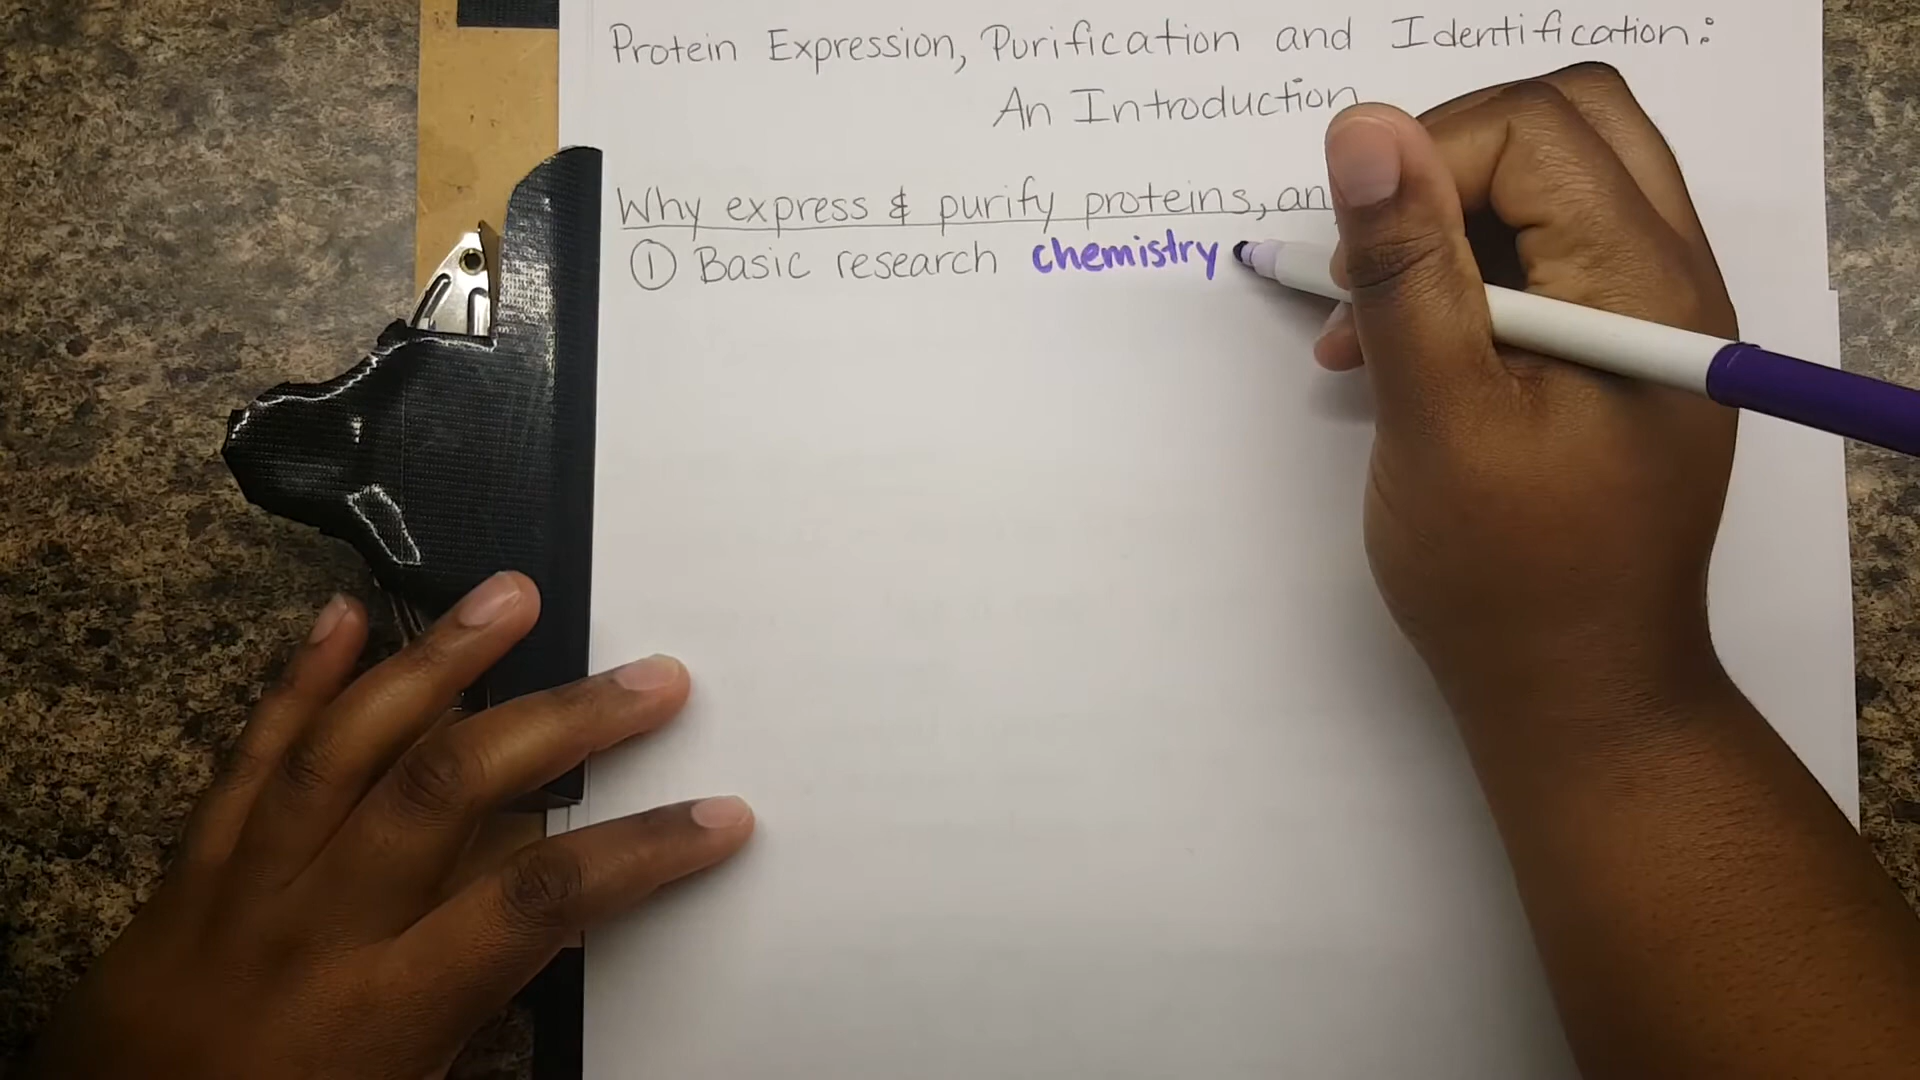 Protein Expression, Purification and Identification:
An Introduction
Why express & purify proteins,
① Basic research chemistry